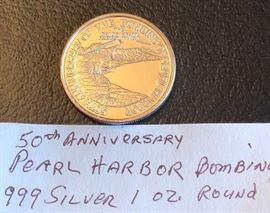 50th ANNIVERSARY
PEARL HARBOR BOMBING
999 SILVER 1 OZ. ROUND